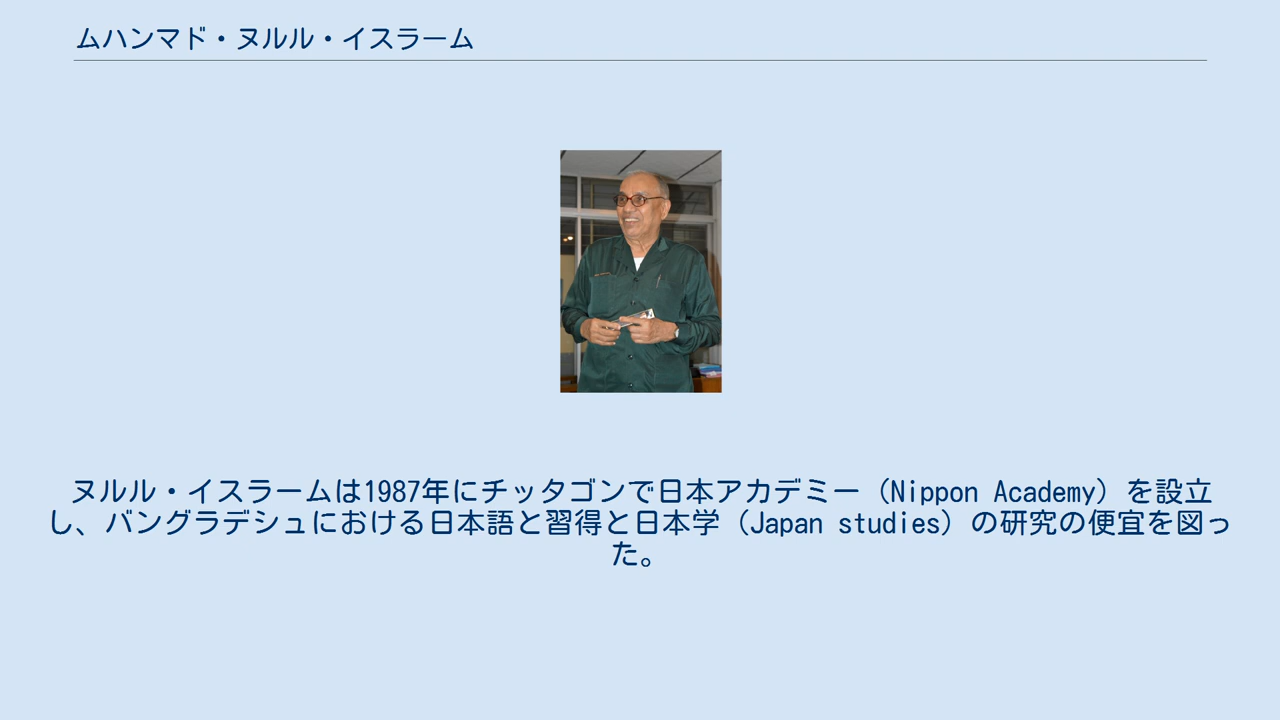 ムハンマド・ヌルル・イスラーム
ヌルル・イスラームは1987年にチッタゴンで日本アカデミー（Nippon Academy）を設立
し、バングラデシュにおける日本語と習得と日本学（Japan studies）の研究の便宜を図っ
た。